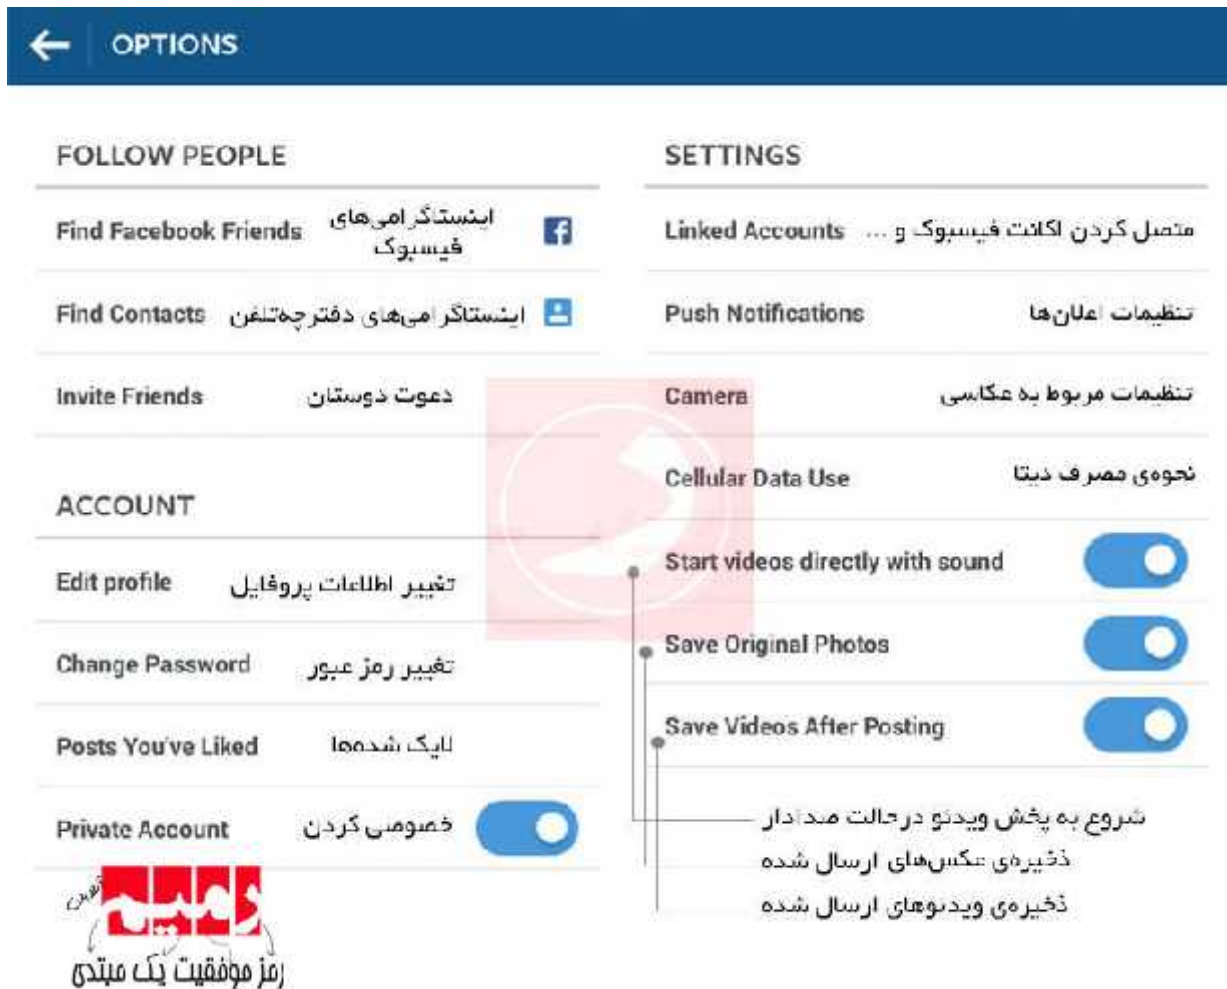 OPTIONS
FOLLOW PEOPLE
Find Facebook Friends اینستاگرامی‌های
فیسبوک
Find Contacts اینستاگرامی‌های دفترچه‌تلفن
Invite Friends دعوت دوستان
ACCOUNT
Edit profile تغییر اطلاعات پروفایل
Change Password تغییر رمز عبور
Posts You've Liked لایک شده‌ها
Private Account خصوصی کردن
SETTINGS
Linked Accounts متصل کردن اکانت فیسبوک و ...
Push Notifications تنظیمات اعلان‌ها
Camera تنظیمات مربوط به عکاسی
Cellular Data Use نحوه‌ی مصرف دیتا
Start videos directly with sound
Save Original Photos
Save Videos After Posting
شروع به پخش ویدئو در حالت صدادار
ذخیره‌ی عکس‌های ارسال شده
ذخیره‌ی ویدئوهای ارسال شده
رمز موفقیت یک مبتدی